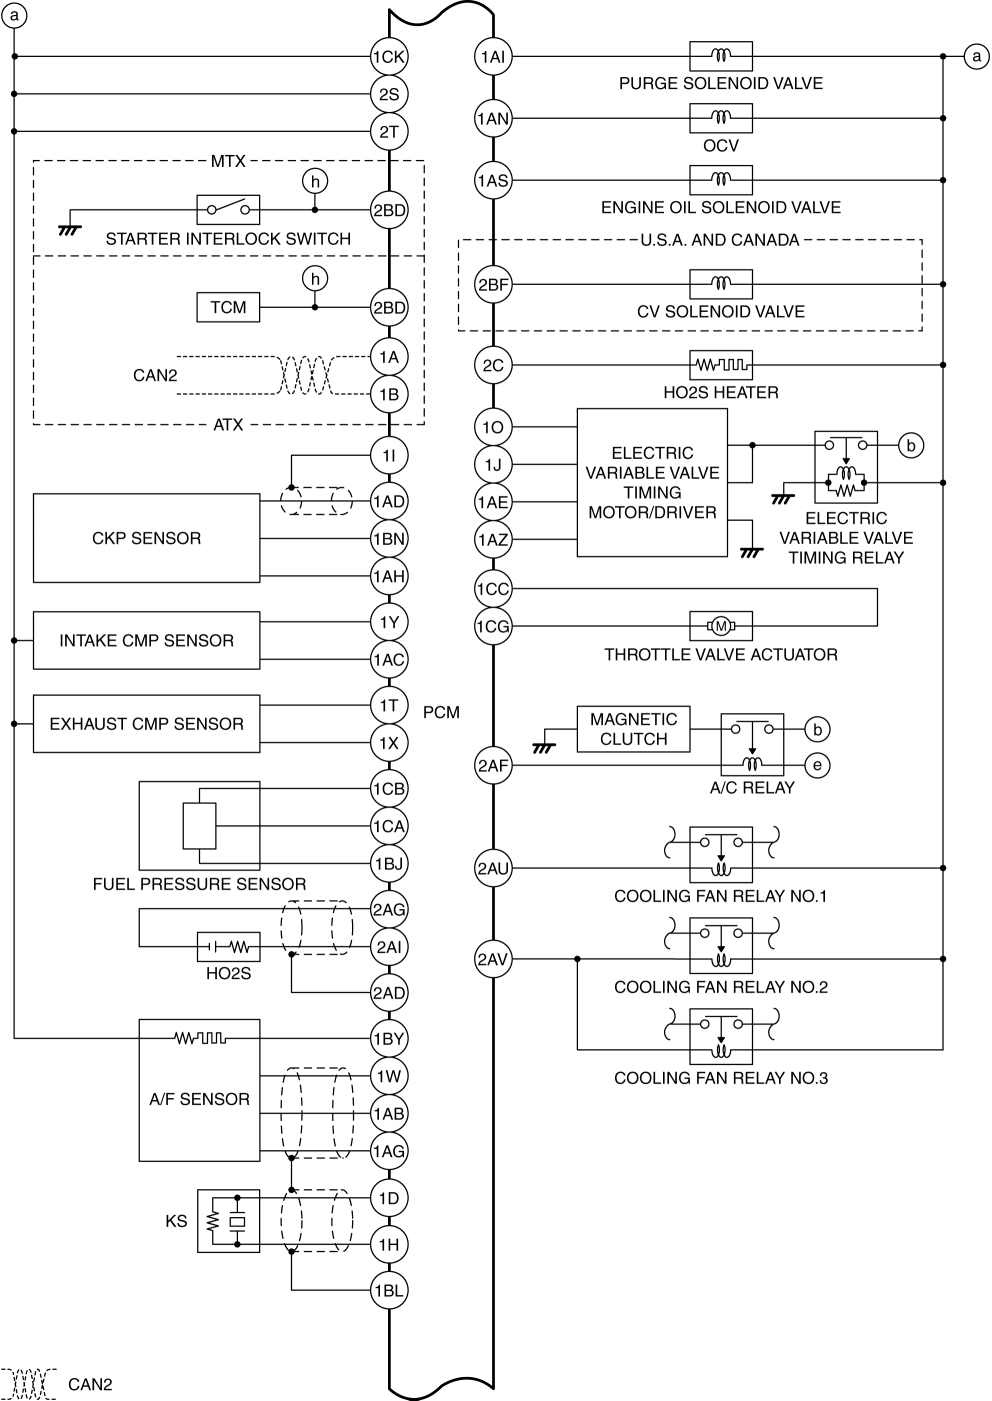 a
1CK
2S
2T
MTX
h
2BD
STARTER INTERLOCK SWITCH
h
TCM
2BD
1A
CAN2
1B
ATX
1I
1AD
CKP SENSOR
1BN
1AH
1Y
INTAKE CMP SENSOR
1AC
1T
EXHAUST CMP SENSOR
1X
1CB
1CA
1BJ
FUEL PRESSURE SENSOR
2AG
2AI
HO2S
2AD
1BY
1W
A/F SENSOR
1AB
1AG
1D
KS
1H
1BL
CAN2
PCM
1AI
a
PURGE SOLENOID VALVE
1AN
OCV
1AS
ENGINE OIL SOLENOID VALVE
U.S.A. AND CANADA
2BF
CV SOLENOID VALVE
2C
HO2S HEATER
1O
1J
1AE
1AZ
ELECTRIC
VARIABLE VALVE
TIMING
MOTOR/DRIVER
b
ELECTRIC
VARIABLE VALVE
TIMING RELAY
1CC
1CG
M
THROTTLE VALVE ACTUATOR
MAGNETIC
CLUTCH
b
2AF
e
A/C RELAY
2AU
COOLING FAN RELAY NO.1
2AV
COOLING FAN RELAY NO.2
COOLING FAN RELAY NO.3